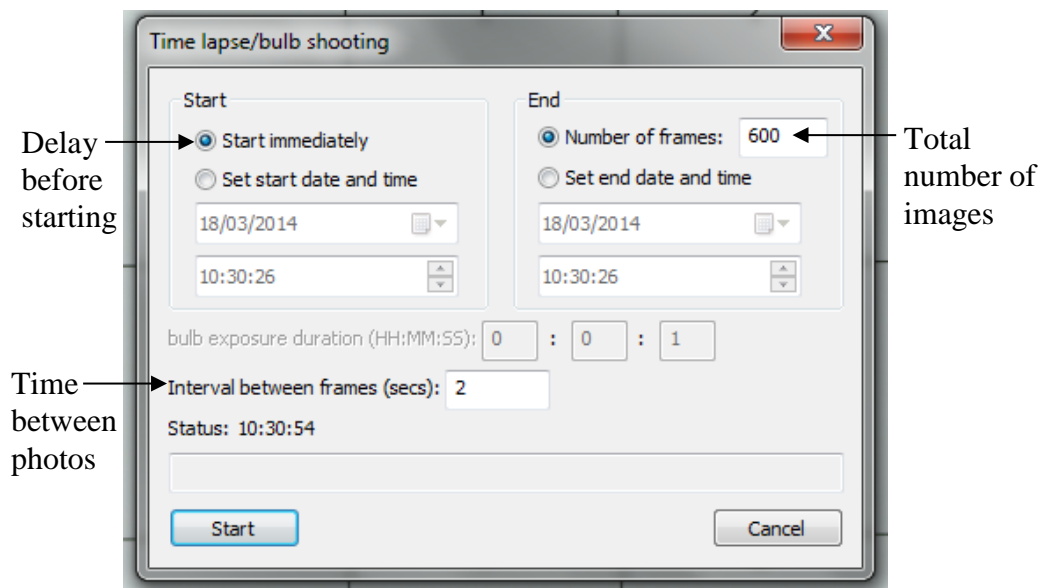 Time lapse/bulb shooting
Start
End
Delay
before
starting
Start immediately
Number of frames: 600
Total
number of
images
Set start date and time
Set end date and time
18/03/2014
18/03/2014
10:30:26
10:30:26
bulb exposure duration (HH:MM:SS): 0 : 0 : 1
Time
between
photos
Interval between frames (secs): 2
Status: 10:30:54
Start
Cancel